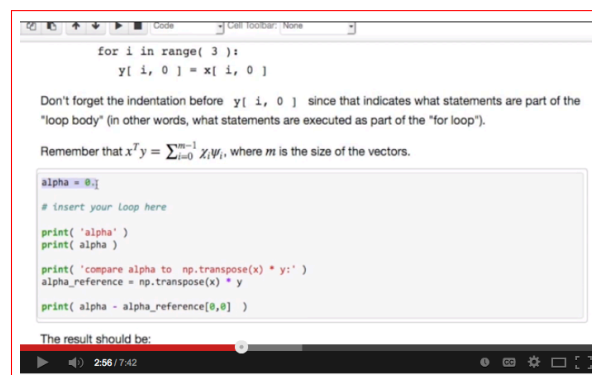 Code
Cell Toolbar: None
for i in range( 3 ):
y[ i, 0 ] = x[ i, 0 ]
Don't forget the indentation before y[ i, 0 ] since that indicates what statements are part of the
"loop body" (in other words, what statements are executed as part of the "for loop").
Remember that x^T y = ∑_{i=0}^{m−1} χ_i ψ_i, where m is the size of the vectors.
alpha = 0.
# insert your loop here
print( 'alpha' )
print( alpha )
print( 'compare alpha to  np.transpose(x) * y:' )
alpha_reference = np.transpose(x) * y
print( alpha - alpha_reference[0,0]  )
The result should be:
2:56 / 7:42
CC